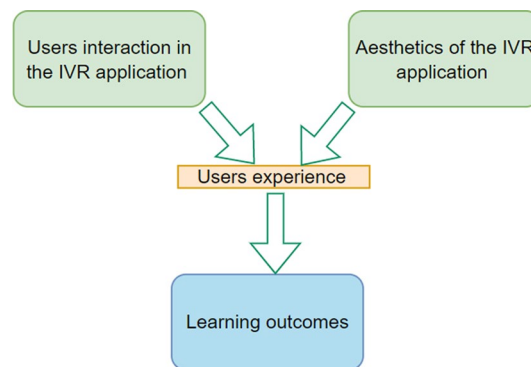 Users interaction in
the IVR application
Aesthetics of the IVR
application
Users experience
Learning outcomes